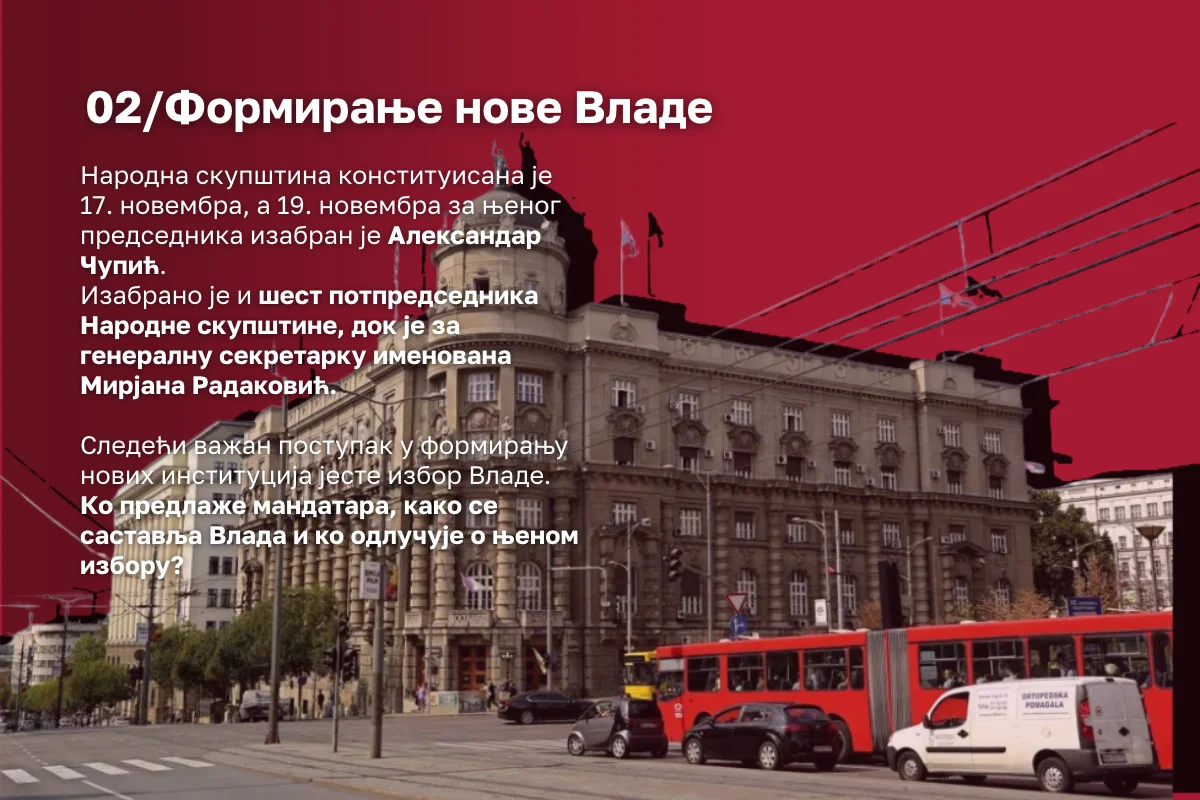 02/Формирање нове Владе
Народна скупштина конституисана је
17. новембра, а 19. новембра за њеног
председника изабран је Александар
Чупић.
Изабрано је и шест потпредседника
Народне скупштине, док је за
генералну секретарку именована
Мирјана Радаковић.
Следећи важан поступак у формирању
нових институција јесте избор Владе.
Ко предлаже мандатара, како се
саставља Влада и ко одлучује о њеном
избору?
ORTOPEDSKA
POMAGALA